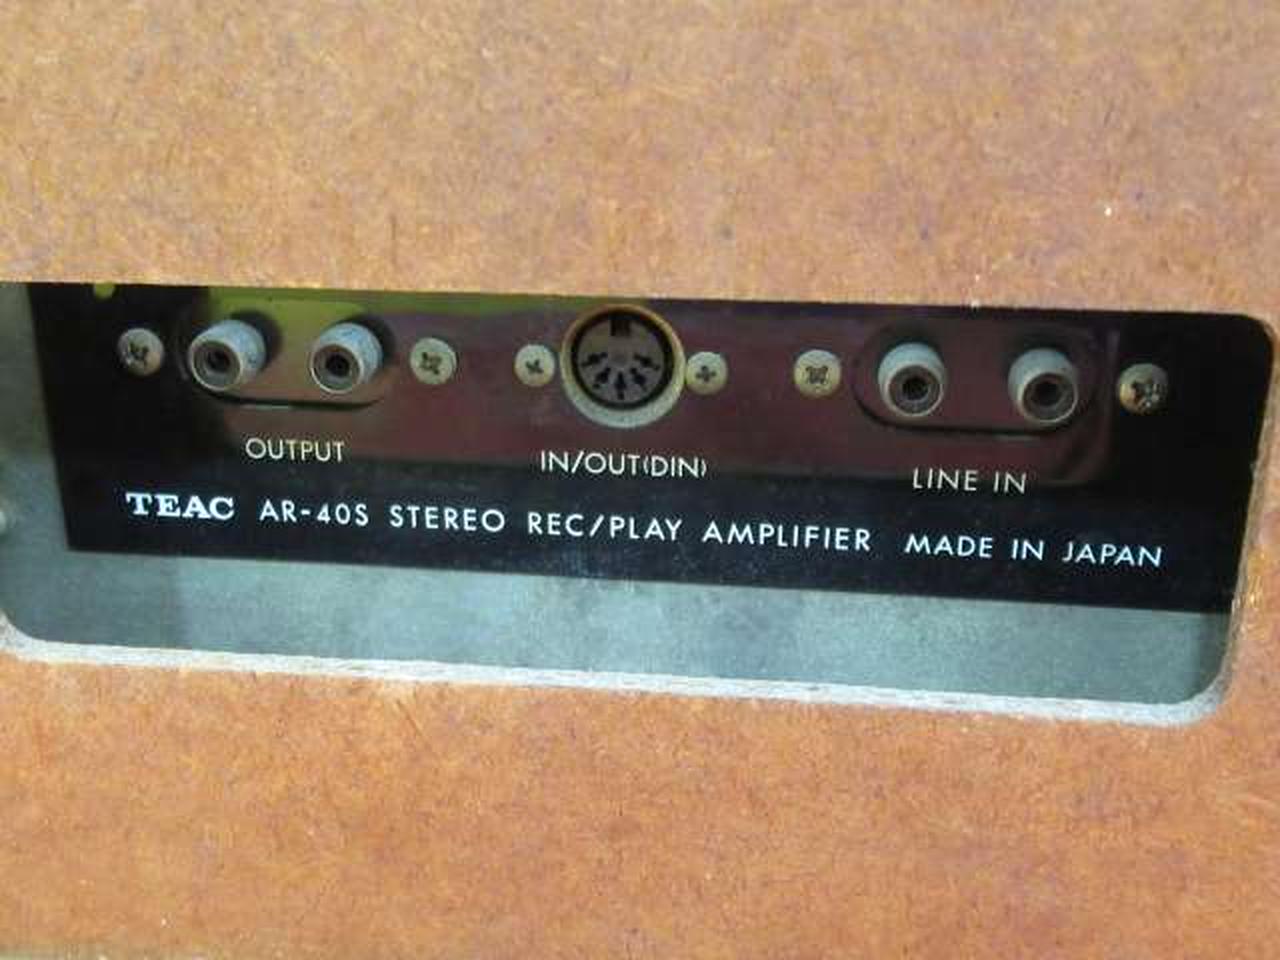 OUTPUT IN/OUT(DIN) LINE IN
TEAC AR-40S STEREO REC/PLAY AMPLIFIER MADE IN JAPAN